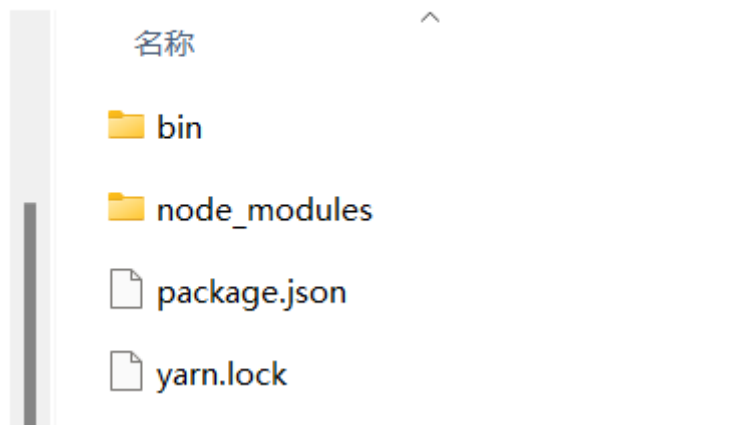 名称
bin
node_modules
package.json
yarn.lock